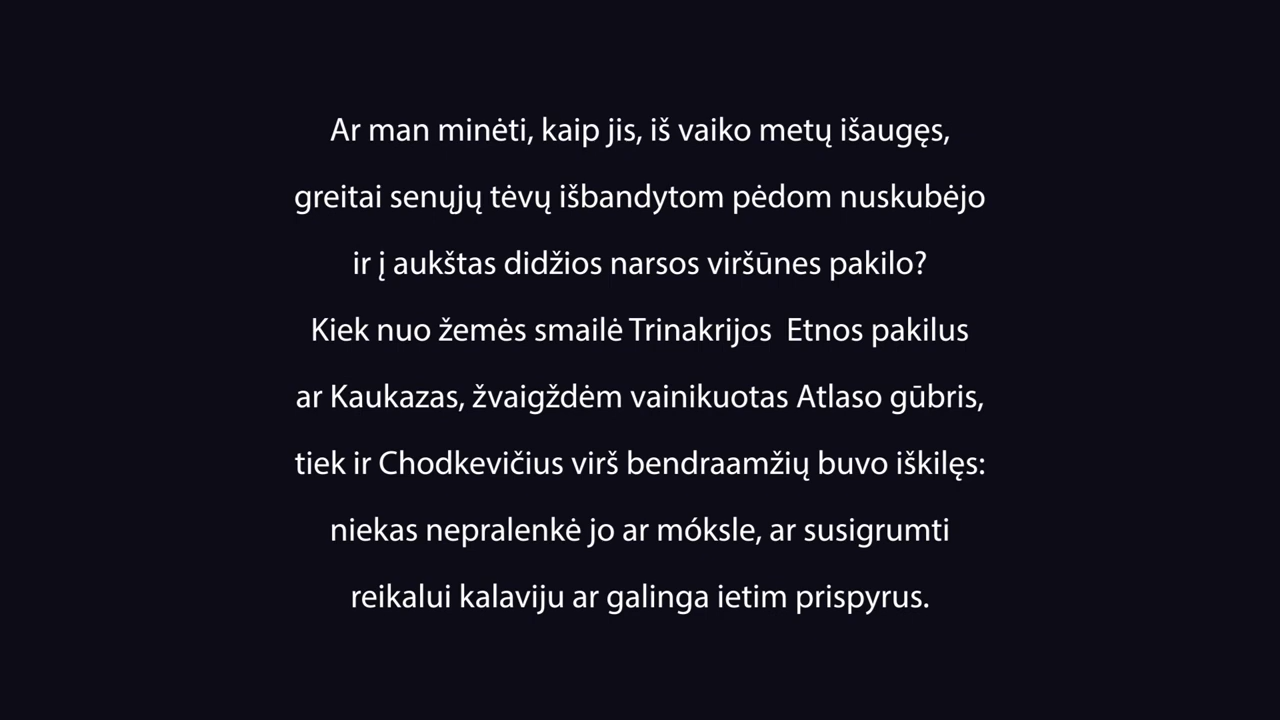 Ar man minėti, kaip jis, iš vaiko metų išaugęs,
greitai senųjų tėvų išbandytom pėdom nuskubėjo
ir į aukštas didžios narsos viršūnes pakilo?
Kiek nuo žemės smailė Trinakrijos  Etnos pakilus
ar Kaukazas, žvaigždėm vainikuotas Atlaso gūbris,
tiek ir Chodkevičius virš bendraamžių buvo iškilęs:
niekas nepralenkė jo ar móksle, ar susigrumti
reikalui kalaviju ar galinga ietim prispyrus.